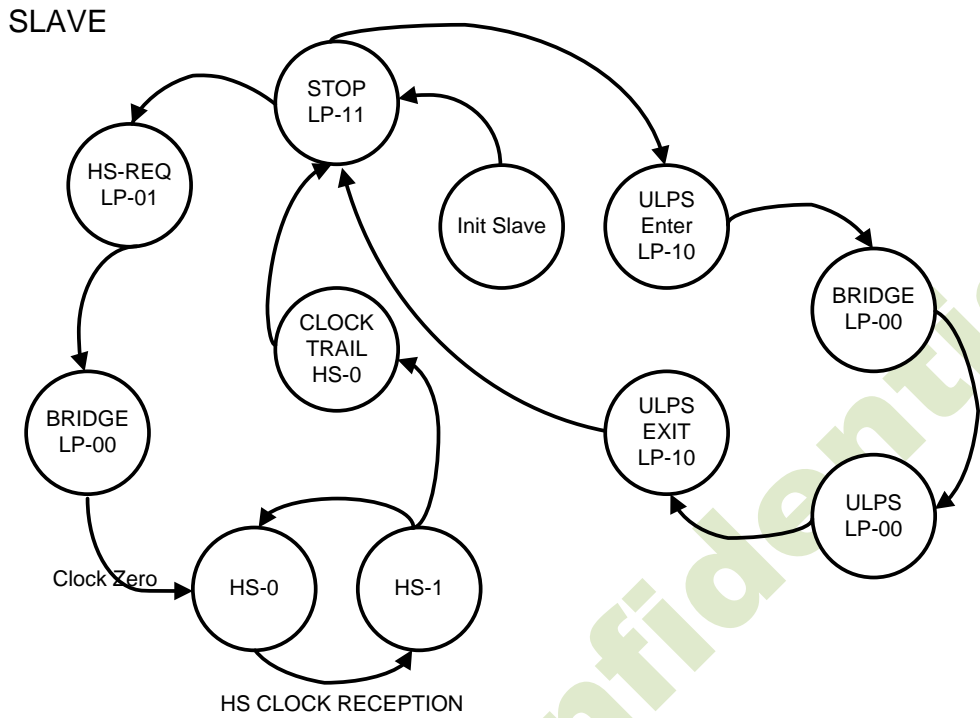 SLAVE
STOP
LP-11
HS-REQ
LP-01
Init Slave
ULPS
Enter
LP-10
BRIDGE
LP-00
CLOCK
TRAIL
HS-0
BRIDGE
LP-00
ULPS
EXIT
LP-10
ULPS
LP-00
Clock Zero
HS-0
HS-1
HS CLOCK RECEPTION
nfidenti